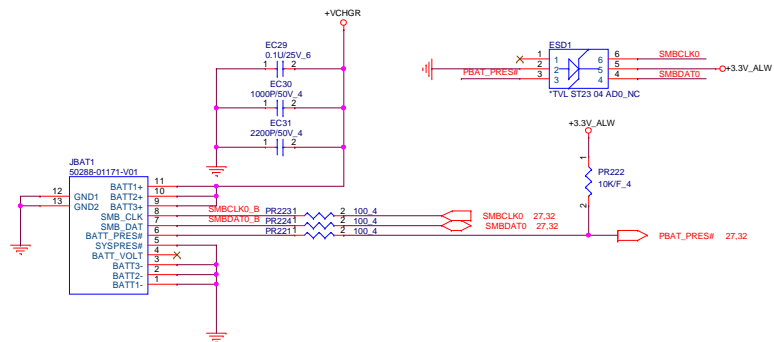 +VCHGR
EC29
0.1U/25V_6
1 2
EC30
1000P/50V_4
1 2
EC31
2200P/50V_4
1 2
ESD1
1 1 6 6 SMBCLK0
2 2 5 5 +3.3V_ALW
PBAT_PRES# 3 3 4 4 SMBDAT0
*TVL ST23 04 AD0_NC
+3.3V_ALW
1
PR222
10K/F_4
2
JBAT1
50288-01171-V01
BATT1+ 11
12 GND1 BATT2+ 10
13 GND2 BATT3+ 9
SMB_CLK 8 SMBCLK0_B PR223 1 2 100_4 SMBCLK0 27,32
SMB_DAT 7 SMBDAT0_B PR224 1 2 100_4 SMBDAT0 27,32
BATT_PRES# 6 PR221 1 2 100_4 PBAT_PRES# 27,32
SYSPRES# 5
BATT_VOLT 4
BATT3- 3
BATT2- 2
BATT1- 1